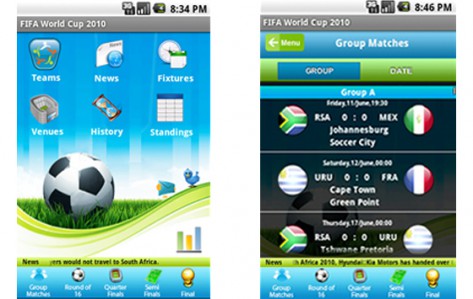 3G 8:34 PM
FIFA World Cup 2010
Teams News Fixtures
Venues History Standings
News yers would not travel to South Africa.
Group Matches Round of 16 Quarter Finals Semi Finals Final
3G 8:46 PM
FIFA World Cup 2010
Menu Group Matches
GROUP DATE
Group A
Friday,11/June,19:30
RSA 0 : 0 MEX
Johannesburg
Soccer City
Saturday,12/June,00:00
URU 0 : 0 FRA
Cape Town
Green Point
Thursday,17/June,00:00
RSA 0 : 0 URU
Tshwane Pretoria
News h Africa 2010. Hyundai:Kia Motors has handed over
Group Matches Round of 16 Quarter Finals Semi Finals Final